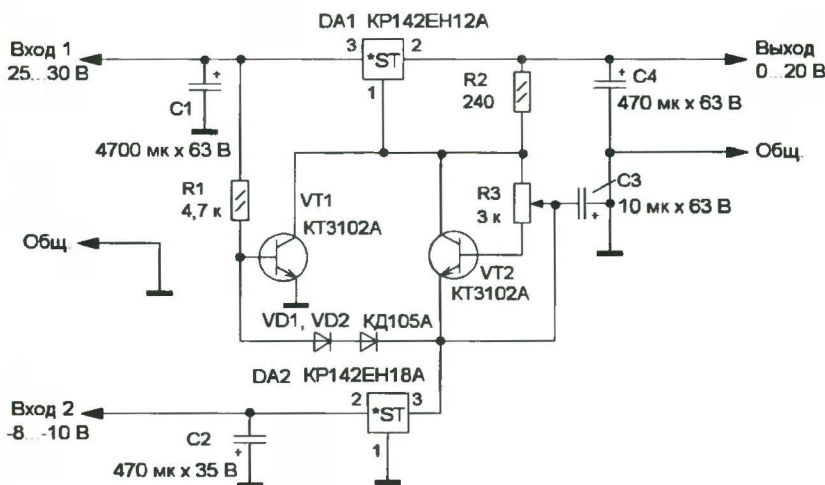 DA1 КР142ЕН12А
Вход 1
25...30 В
3
*ST
2
1
Выход
0...20 В
+
C1
4700 мк x 63 В
R2
240
+
C4
470 мк x 63 В
Общ.
R1
4,7 к
VT1
КТ3102А
R3
3 к
C3
+
10 мк x 63 В
Общ.
VT2
КТ3102А
VD1, VD2
КД105А
DA2 КР142ЕН18А
Вход 2
-8...-10 В
2
*ST
3
1
C2
+
470 мк x 35 В